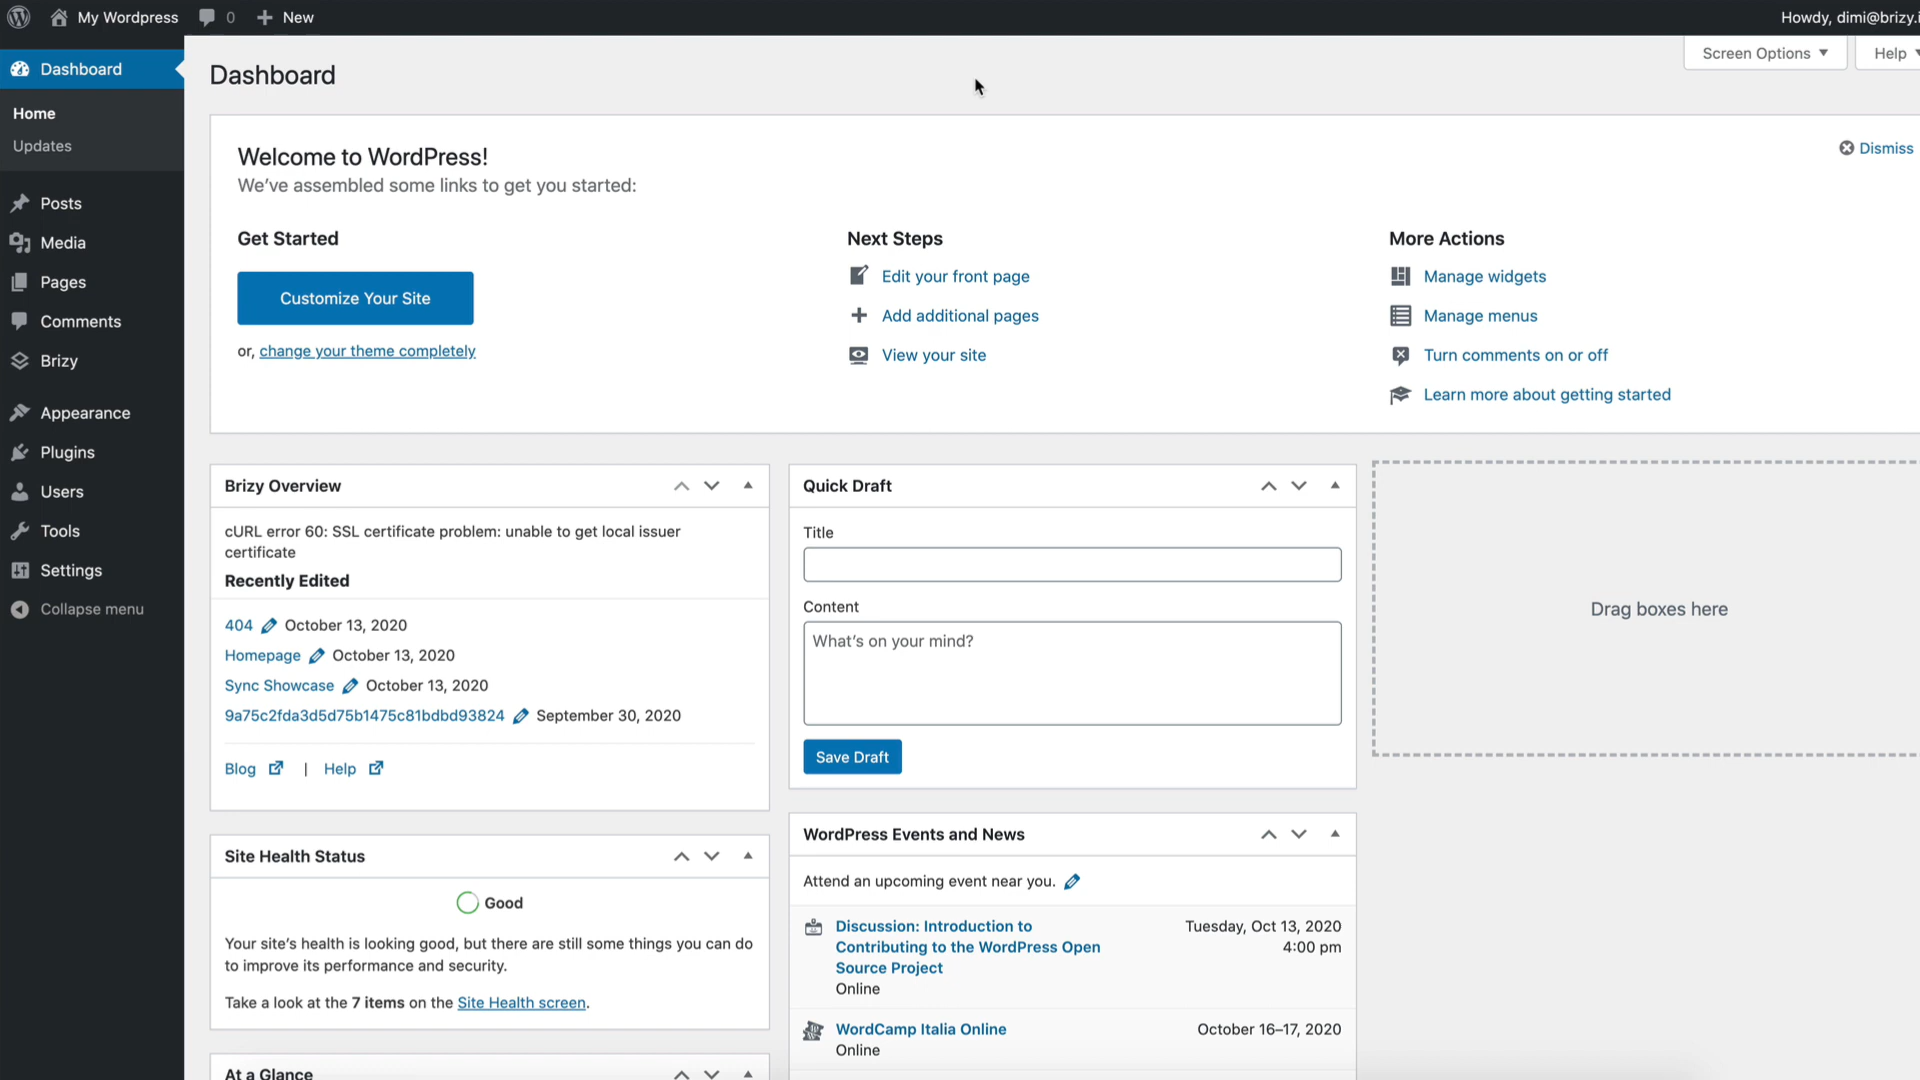 My Wordpress 0 New Howdy, dimi@brizy.i
Screen Options Help
Dashboard
Home
Updates
Posts
Media
Pages
Comments
Brizy
Appearance
Plugins
Users
Tools
Settings
Collapse menu
Dashboard
Welcome to WordPress!
We've assembled some links to get you started:
Dismiss
Get Started
Customize Your Site
or, change your theme completely
Next Steps
Edit your front page
Add additional pages
View your site
More Actions
Manage widgets
Manage menus
Turn comments on or off
Learn more about getting started
Brizy Overview
cURL error 60: SSL certificate problem: unable to get local issuer
certificate
Recently Edited
404 October 13, 2020
Homepage October 13, 2020
Sync Showcase October 13, 2020
9a75c2fda3d5d75b1475c81bdbd93824 September 30, 2020
Blog | Help
Site Health Status
Good
Your site's health is looking good, but there are still some things you can do
to improve its performance and security.
Take a look at the 7 items on the Site Health screen.
At a Glance
Quick Draft
Title
Content
What's on your mind?
Save Draft
WordPress Events and News
Attend an upcoming event near you.
Discussion: Introduction to Tuesday, Oct 13, 2020
Contributing to the WordPress Open 4:00 pm
Source Project
Online
WordCamp Italia Online October 16–17, 2020
Online
Drag boxes here